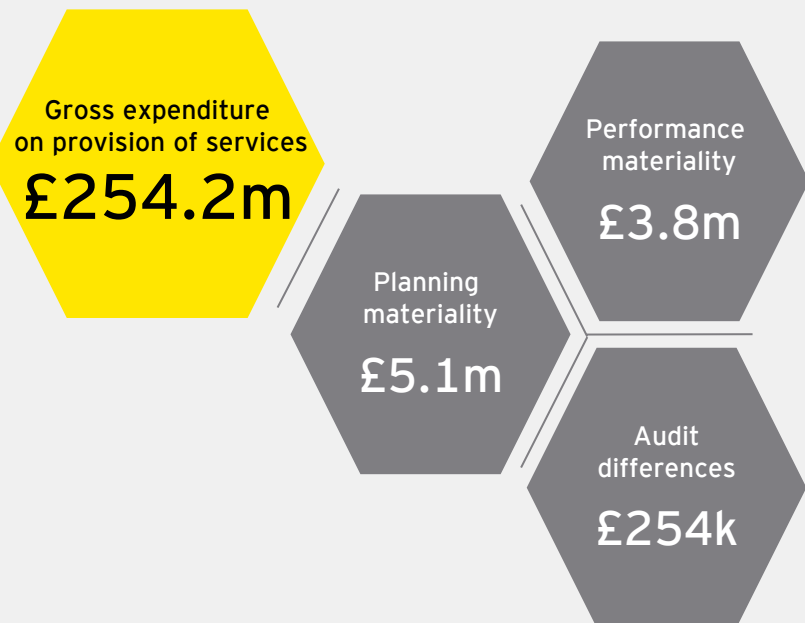 Gross expenditure
on provision of services
£254.2m
Performance
materiality
£3.8m
Planning
materiality
£5.1m
Audit
differences
£254k